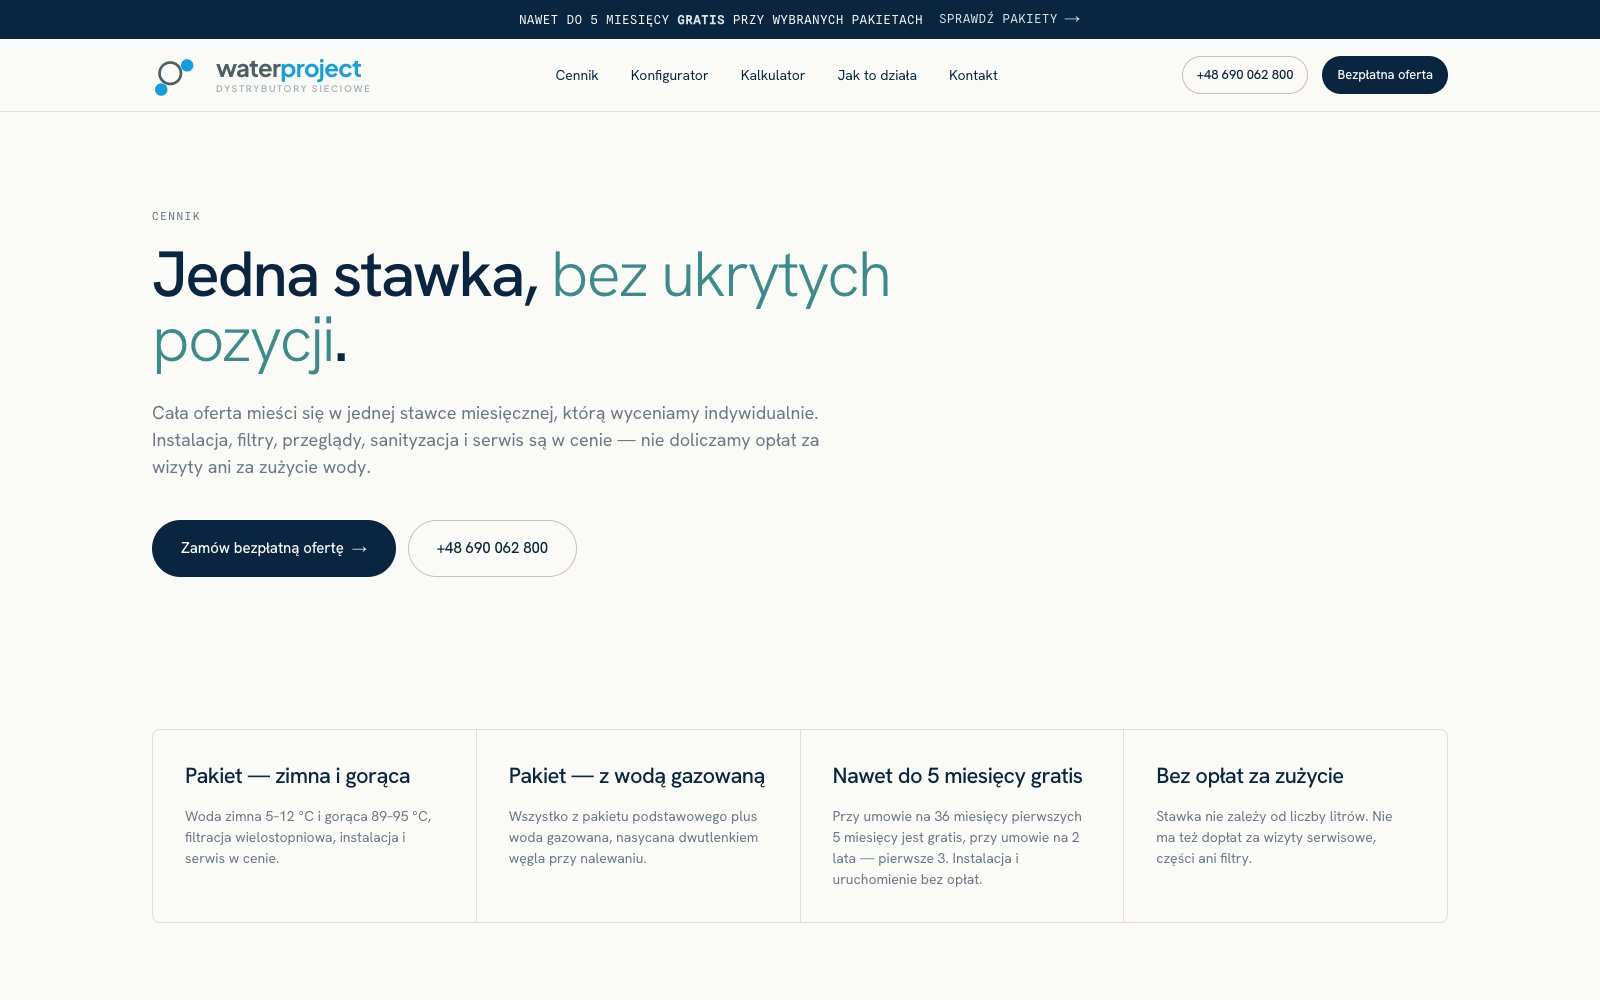 NAWET DO 5 MIESIĘCY GRATIS PRZY WYBRANYCH PAKIETACH SPRAWDŹ PAKIETY →
waterproject
DYSTRYBUTORY SIECIOWE
Cennik Konfigurator Kalkulator Jak to działa Kontakt
+48 690 062 800 Bezpłatna oferta
CENNIK
Jedna stawka, bez ukrytych
pozycji.
Cała oferta mieści się w jednej stawce miesięcznej, którą wyceniamy indywidualnie.
Instalacja, filtry, przeglądy, sanityzacja i serwis są w cenie — nie doliczamy opłat za
wizyty ani za zużycie wody.
Zamów bezpłatną ofertę → +48 690 062 800
Pakiet — zimna i gorąca
Woda zimna 5–12 °C i gorąca 89–95 °C,
filtracja wielostopniowa, instalacja i
serwis w cenie.
Pakiet — z wodą gazowaną
Wszystko z pakietu podstawowego plus
woda gazowana, nasycana dwutlenkiem
węgla przy nalewaniu.
Nawet do 5 miesięcy gratis
Przy umowie na 36 miesięcy pierwszych
5 miesięcy jest gratis, przy umowie na 2
lata — pierwsze 3. Instalacja i
uruchomienie bez opłat.
Bez opłat za zużycie
Stawka nie zależy od liczby litrów. Nie
ma też dopłat za wizyty serwisowe,
części ani filtry.